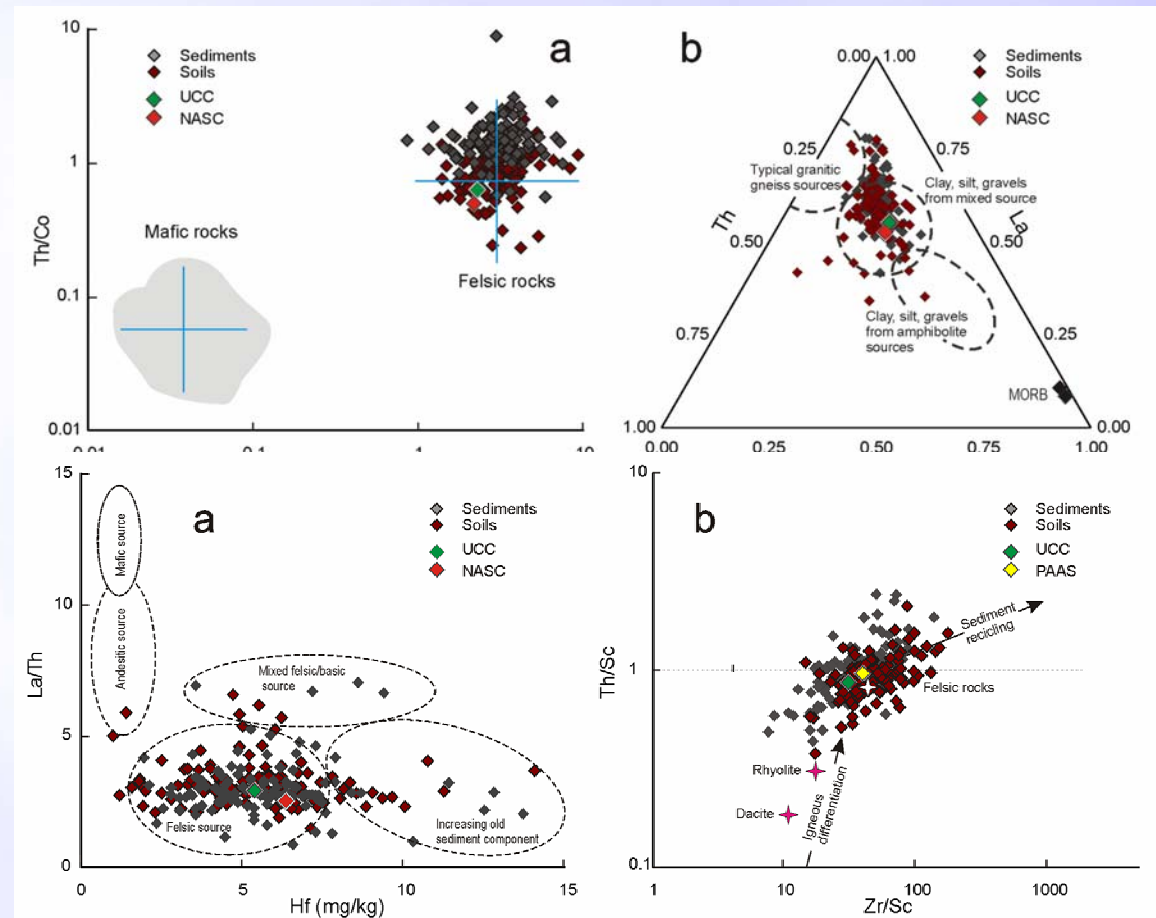 10
1
0.1
0.01
0.01
0.1
1
10
Th/Co
a
Sediments
Soils
UCC
NASC
Mafic rocks
Felsic rocks
b
0.00
1.00
Sediments
Soils
UCC
NASC
0.25
0.75
Typical granitic
gneiss sources
Clay, silt, gravels
from mixed source
Th
La
0.50
0.50
Clay, silt, gravels
from amphibolite
sources
0.75
0.25
MORB
1.00
0.00
0.00
0.25
0.50
0.75
1.00
15
10
5
0
La/Th
a
Sediments
Soils
UCC
NASC
Mafic source
Andesitic source
Mixed felsic/basic
source
Felsic source
Increasing old
sediment component
0
5
10
15
Hf (mg/kg)
10
1
0.1
Th/Sc
b
Sediments
Soils
UCC
PAAS
Sediment
recicling
Felsic rocks
Rhyolite
Dacite
Igneous
differentiation
1
10
100
1000
Zr/Sc